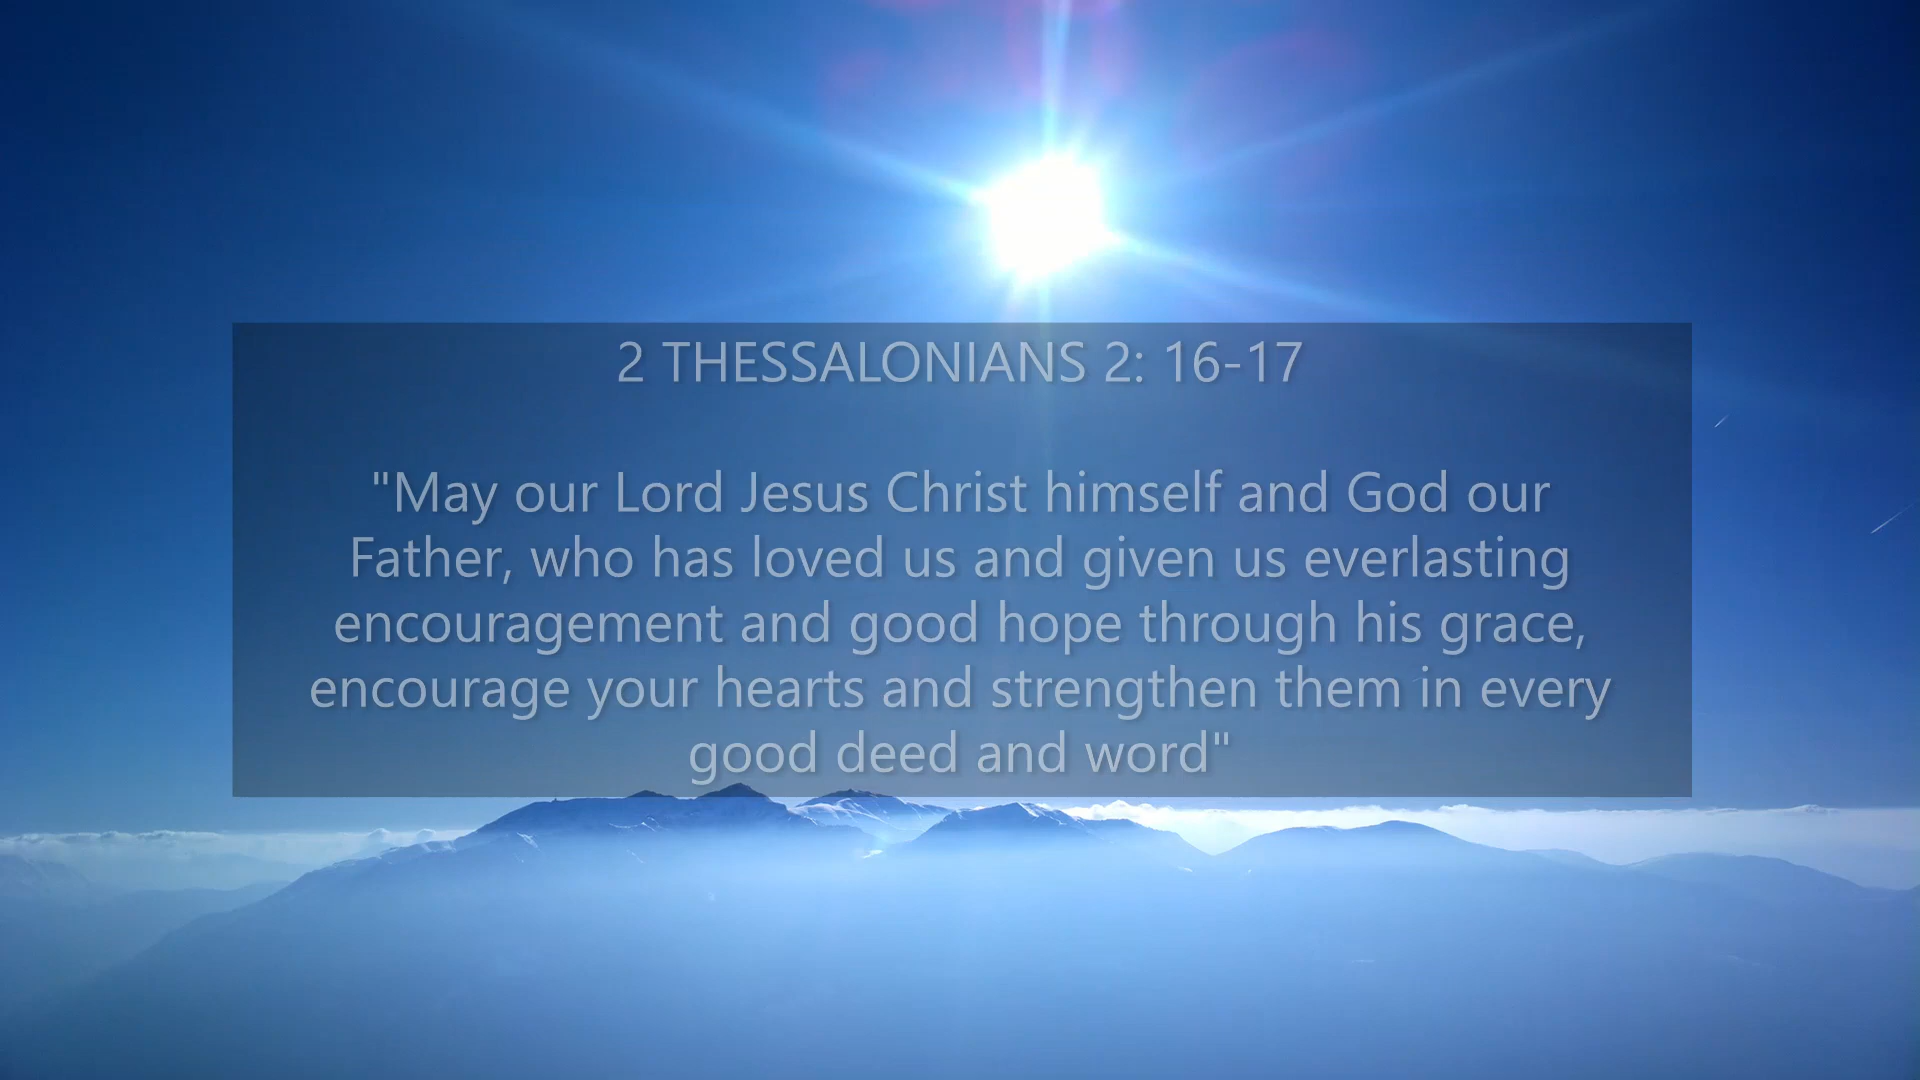 2 THESSALONIANS 2: 16-17
"May our Lord Jesus Christ himself and God our
Father, who has loved us and given us everlasting
encouragement and good hope through his grace,
encourage your hearts and strengthen them in every
good deed and word"